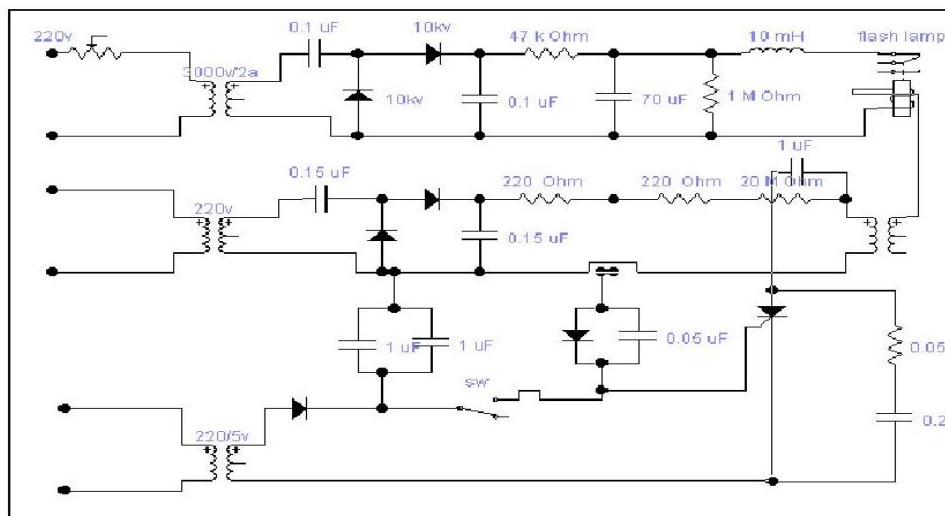 220v
0.1 uF
10kv
47 k Ohm
10 mH
flash lamp
3000v/2a
10kv
0.1 uF
70 uF
1 M Ohm
1 uF
0.15 uF
220 Ohm
220 Ohm
20 M Ohm
220v
0.15 uF
1 uF
1 uF
0.05 uF
0.05
sw
0.2
220/5v